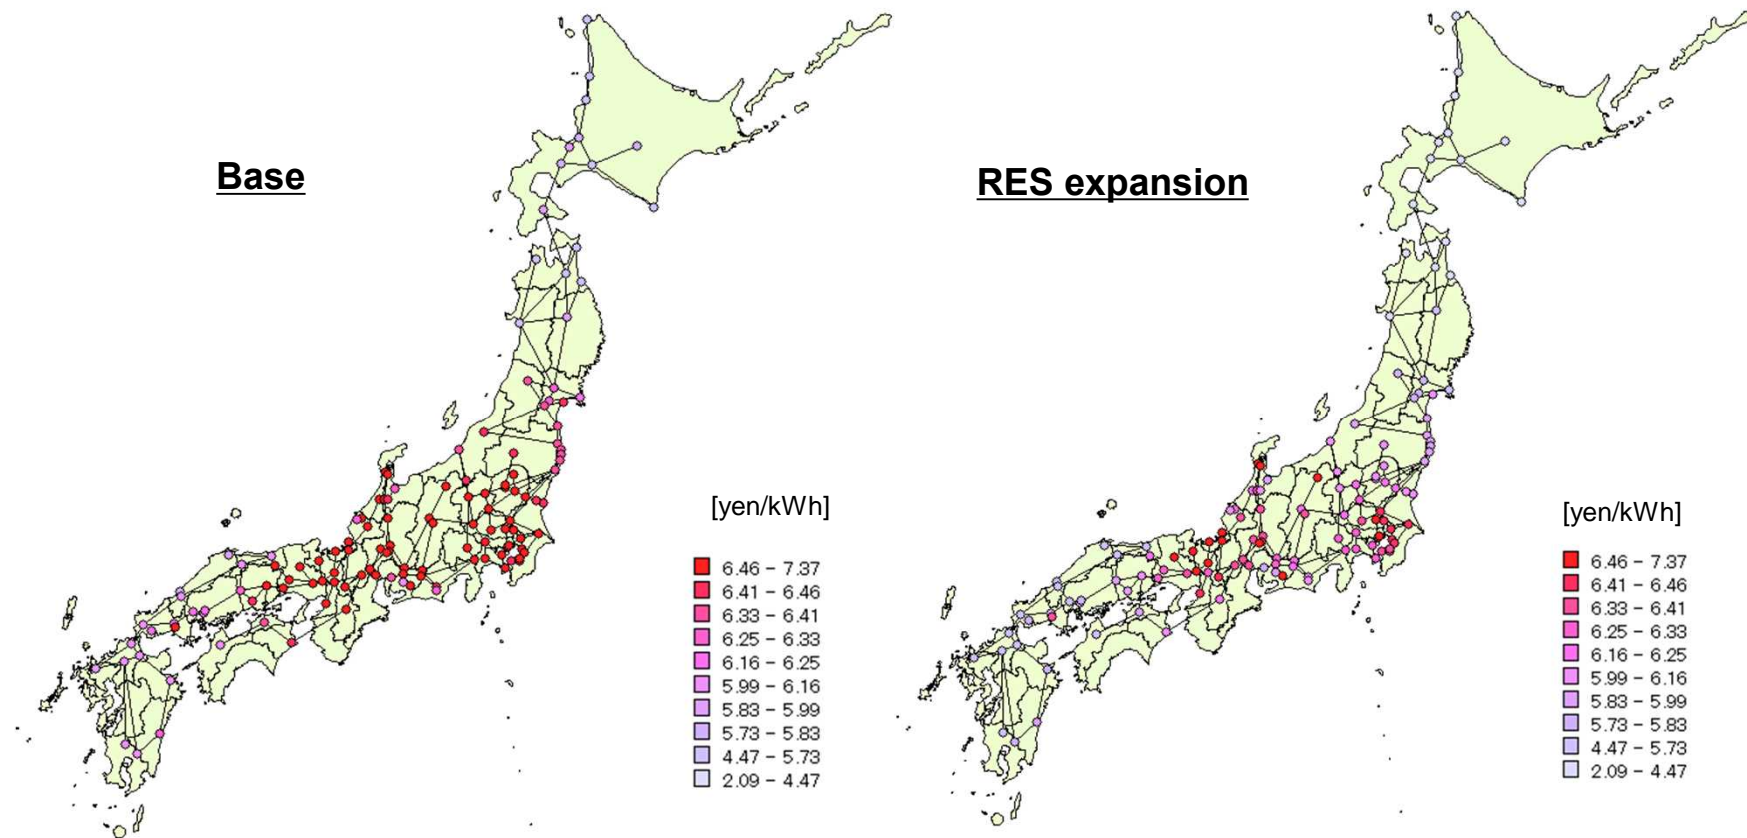 Base
RES expansion
[yen/kWh]
6.46 – 7.37
6.41 – 6.46
6.33 – 6.41
6.25 – 6.33
6.16 – 6.25
5.99 – 6.16
5.83 – 5.99
5.73 – 5.83
4.47 – 5.73
2.09 – 4.47
[yen/kWh]
6.46 – 7.37
6.41 – 6.46
6.33 – 6.41
6.25 – 6.33
6.16 – 6.25
5.99 – 6.16
5.83 – 5.99
5.73 – 5.83
4.47 – 5.73
2.09 – 4.47